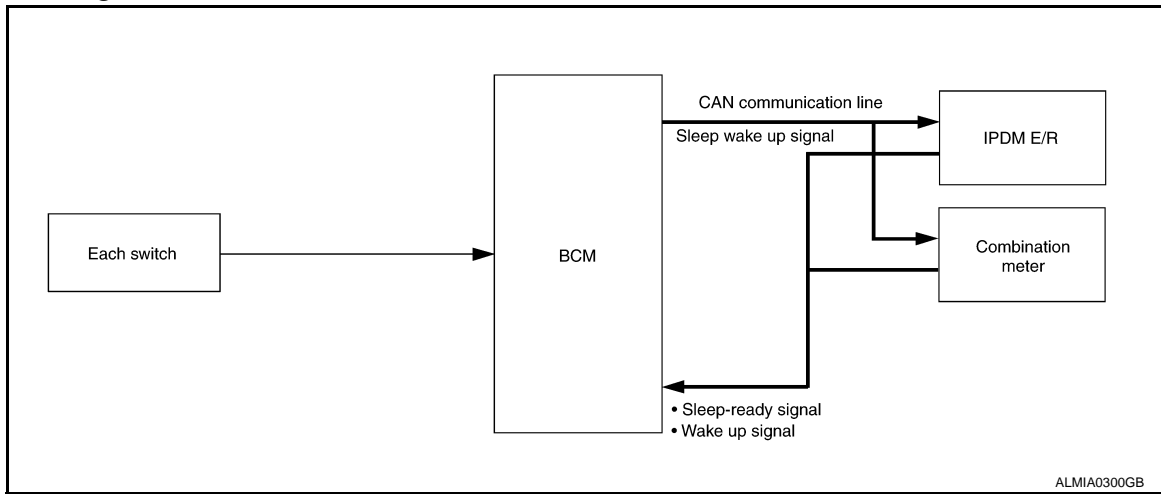 CAN communication line
Sleep wake up signal
IPDM E/R
Each switch
BCM
Combination
meter
• Sleep-ready signal
• Wake up signal
ALMIA0300GB